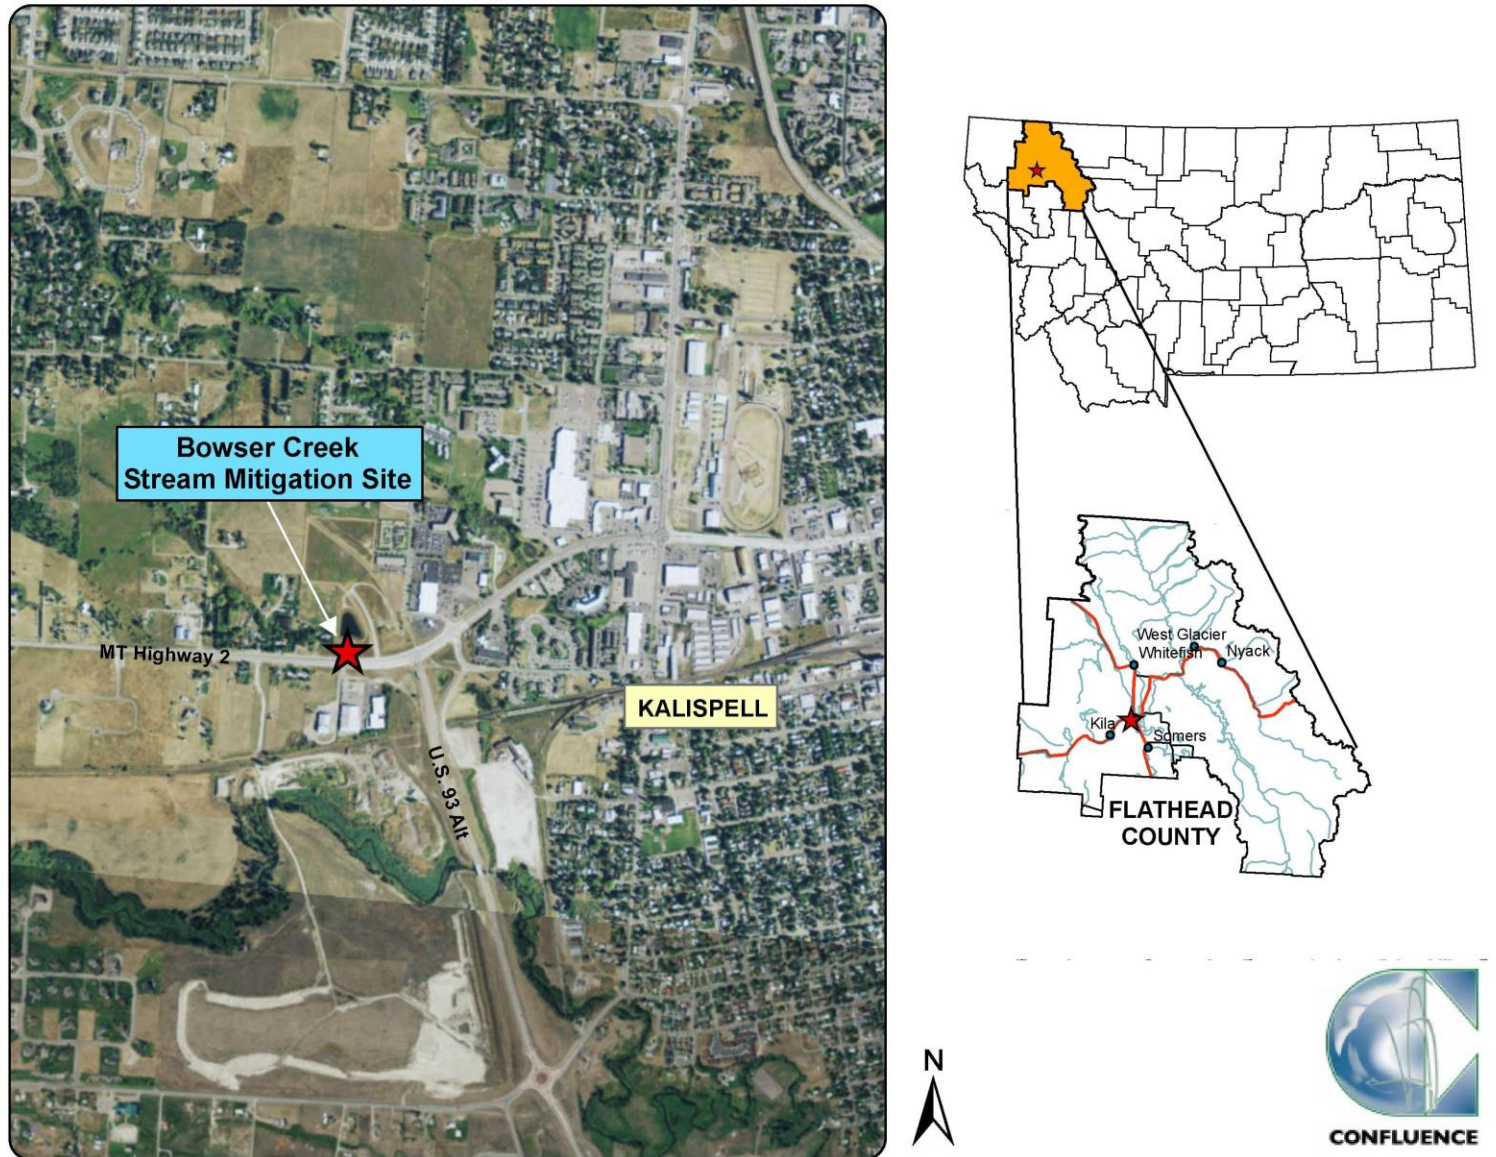 Bowser Creek
Stream Mitigation Site
MT Highway 2
KALISPELL
U.S. 93 Alt
West Glacier
Whitefish
Nyack
Kila
Somers
FLATHEAD
COUNTY
N
CONFLUENCE